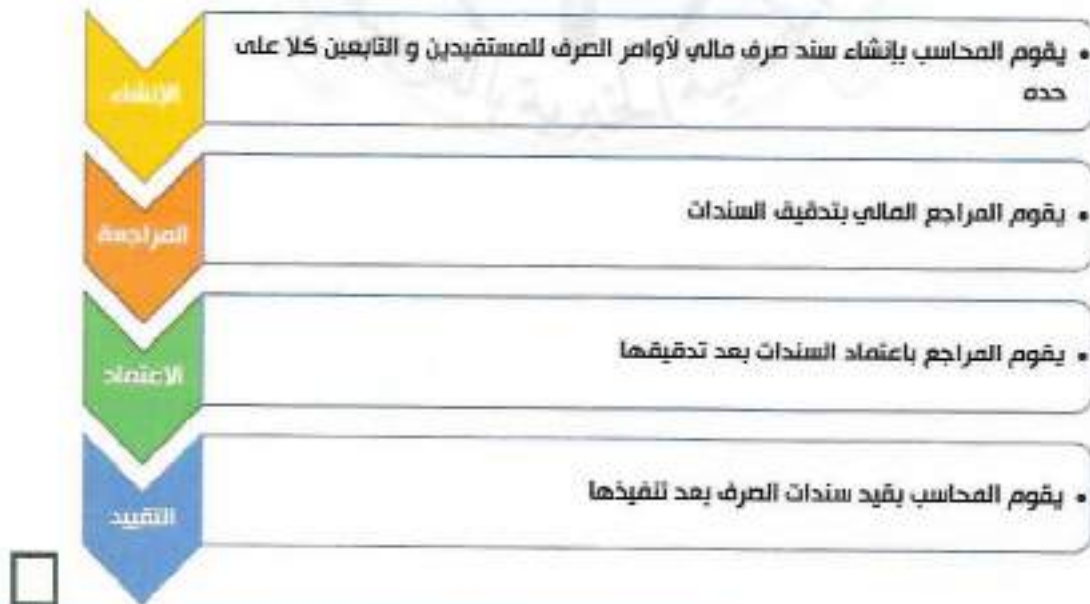 الإنشاء
• يقوم المحاسب بإنشاء سند صرف مالي لأوامر الصرف للمستفيدين و التابعين كلا على
حده
المراجعة
• يقوم المراجع المالي بتدقيق السندات
الاعتماد
• يقوم المراجع باعتماد السندات بعد تدقيقها
التقييد
• يقوم المحاسب بقيد سندات الصرف بعد تنفيذها